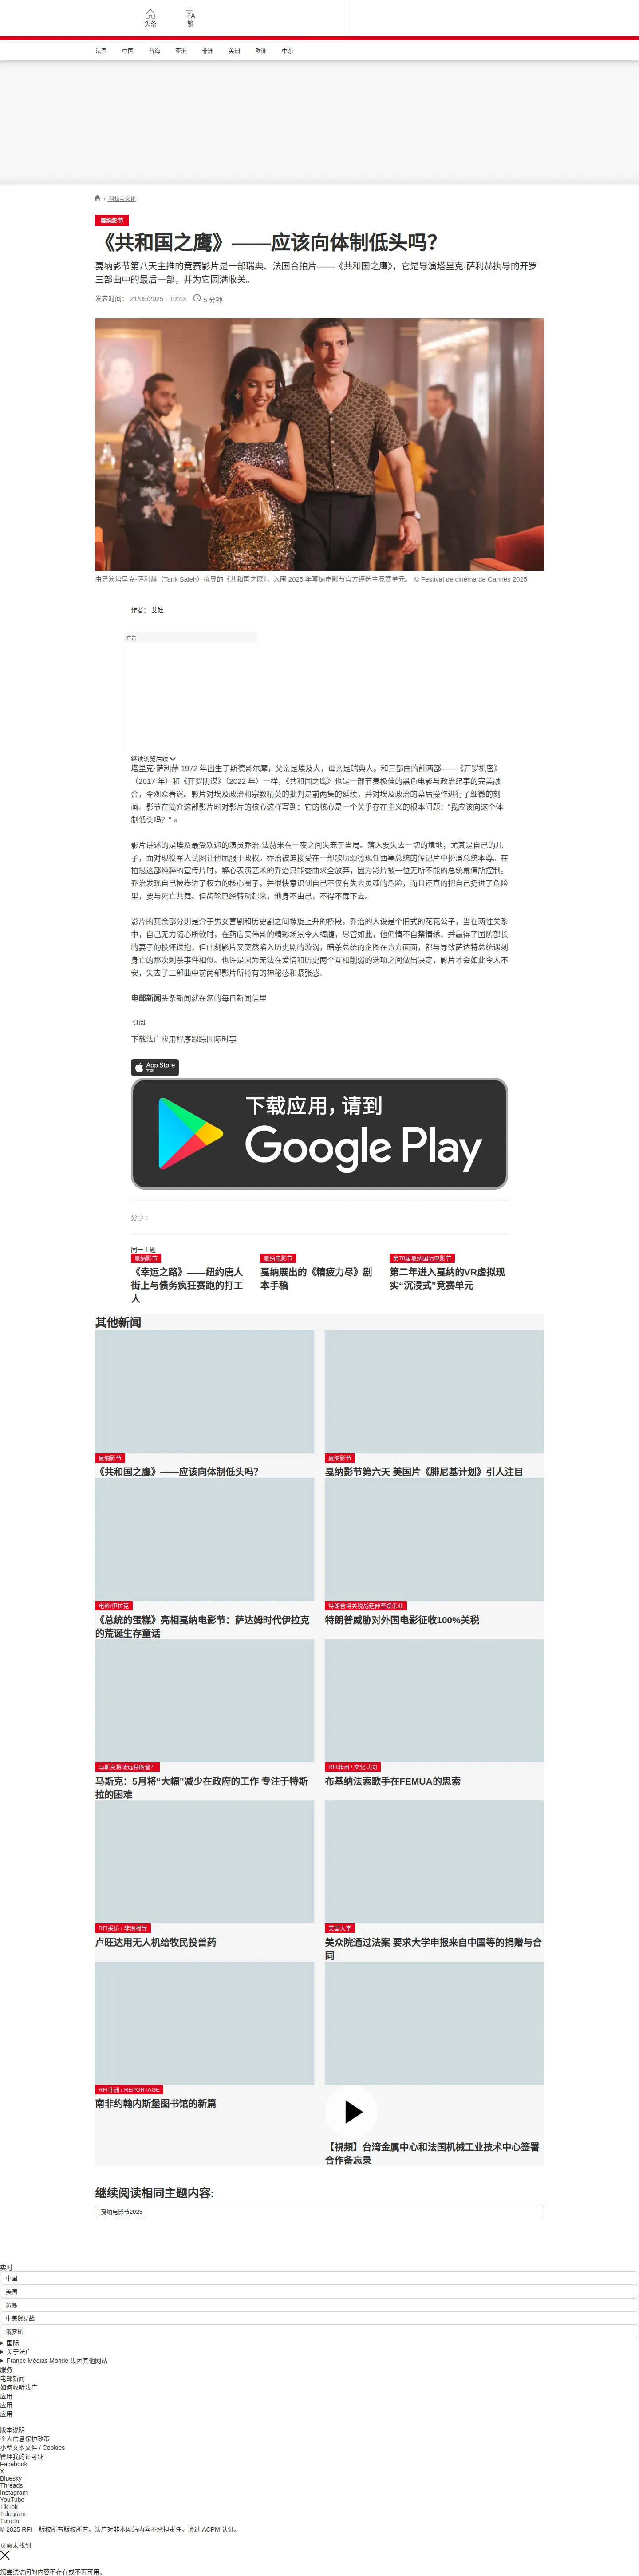 头条
繁
法国
中国
台海
亚洲
非洲
美洲
欧洲
中东
/ 科技与文化
戛纳影节
《共和国之鹰》——应该向体制低头吗？
戛纳影节第八天主推的竞赛影片是一部瑞典、法国合拍片——《共和国之鹰》，它是导演塔里克·萨利赫执导的开罗
三部曲中的最后一部，并为它圆满收关。
发表时间： 21/05/2025 - 19:43
5 分钟
由导演塔里克·萨利赫（Tarik Saleh）执导的《共和国之鹰》，入围 2025 年戛纳电影节官方评选主竞赛单元。 © Festival de cinéma de Cannes 2025
作者： 艾娃
广告
继续浏览后续
塔里克·萨利赫 1972 年出生于斯德哥尔摩，父亲是埃及人，母亲是瑞典人。和三部曲的前两部——《开罗机密》
（2017 年）和《开罗阴谋》（2022 年）一样，《共和国之鹰》也是一部节奏极佳的黑色电影与政治纪事的完美融
合，令观众着迷。影片对埃及政治和宗教精英的批判是前两集的延续，并对埃及政治的幕后操作进行了细微的刻
画。影节在简介这部影片时对影片的核心这样写到：它的核心是一个关乎存在主义的根本问题：“我应该向这个体
制低头吗？” »
影片讲述的是埃及最受欢迎的演员乔治·法赫米在一夜之间失宠于当局。落入要失去一切的境地，尤其是自己的儿
子，面对现役军人试图让他屈服于政权。乔治被迫接受在一部歌功颂德现任西塞总统的传记片中扮演总统本尊。在
拍摄这部纯粹的宣传片时，醉心表演艺术的乔治只能委曲求全放弃，因为影片被一位无所不能的总统幕僚所控制。
乔治发现自己被卷进了权力的核心圈子，并很快意识到自己不仅有失去灵魂的危险，而且还真的把自己扔进了危险
里，要与死亡共舞。但齿轮已经转动起来，他身不由己，不得不舞下去。
影片的其余部分则是介于男女喜剧和历史剧之间螺旋上升的桥段，乔治的人设是个旧式的花花公子，当在两性关系
中，自己无力随心所欲时，在药店买伟哥的精彩场景令人捧腹，尽管如此，他仍情不自禁情诱、并赢得了国防部长
的妻子的投怀送抱，但此刻影片又突然陷入历史剧的漩涡，暗杀总统的企图在方方面面，都与导致萨达特总统遇刺
身亡的那次刺杀事件相似。也许是因为无法在爱情和历史两个互相削弱的选项之间做出决定，影片才会如此令人不
安，失去了三部曲中前两部影片所特有的神秘感和紧张感。
电邮新闻头条新闻就在您的每日新闻信里
订阅
下载法广应用程序跟踪国际时事
App Store
下载
下载应用，请到
Google Play
分享 :
同一主题
戛纳影节
《幸运之路》——纽约唐人
街上与债务疯狂赛跑的打工
人
戛纳电影节
戛纳展出的《精疲力尽》剧
本手稿
第78届戛纳国际电影节
第二年进入戛纳的VR虚拟现
实“沉浸式”竞赛单元
其他新闻
戛纳影节
《共和国之鹰》——应该向体制低头吗？
戛纳影节
戛纳影节第六天 美国片《腓尼基计划》引人注目
电影/伊拉克
《总统的蛋糕》亮相戛纳电影节：萨达姆时代伊拉克
的荒诞生存童话
特朗普将关税战延伸至娱乐业
特朗普威胁对外国电影征收100%关税
马斯克将疏远特朗普？
马斯克：5月将“大幅”减少在政府的工作 专注于特斯
拉的困难
RFI非洲 / 文化认同
布基纳法索歌手在FEMUA的思索
RFI采访 / 非洲报导
卢旺达用无人机给牧民投兽药
美国大学
美众院通过法案 要求大学申报来自中国等的捐赠与合
同
RFI非洲 / REPORTAGE
南非约翰内斯堡图书馆的新篇
【视频】台湾金属中心和法国机械工业技术中心签署
合作备忘录
继续阅读相同主题内容:
戛纳电影节2025
实时
中国
美国
贸易
中美贸易战
俄罗斯
国际
关于法广
France Médias Monde 集团其他网站
服务
电邮新闻
如何收听法广
应用
应用
应用
版本说明
个人信息保护政策
小型文本文件 / Cookies
管理我的许可证
Facebook
X
Bluesky
Threads
Instagram
YouTube
TikTok
Telegram
TuneIn
© 2025 RFI – 版权所有版权所有。法广对非本网站内容不承担责任。通过 ACPM 认证。
页面未找到
您尝试访问的内容不存在或不再可用。